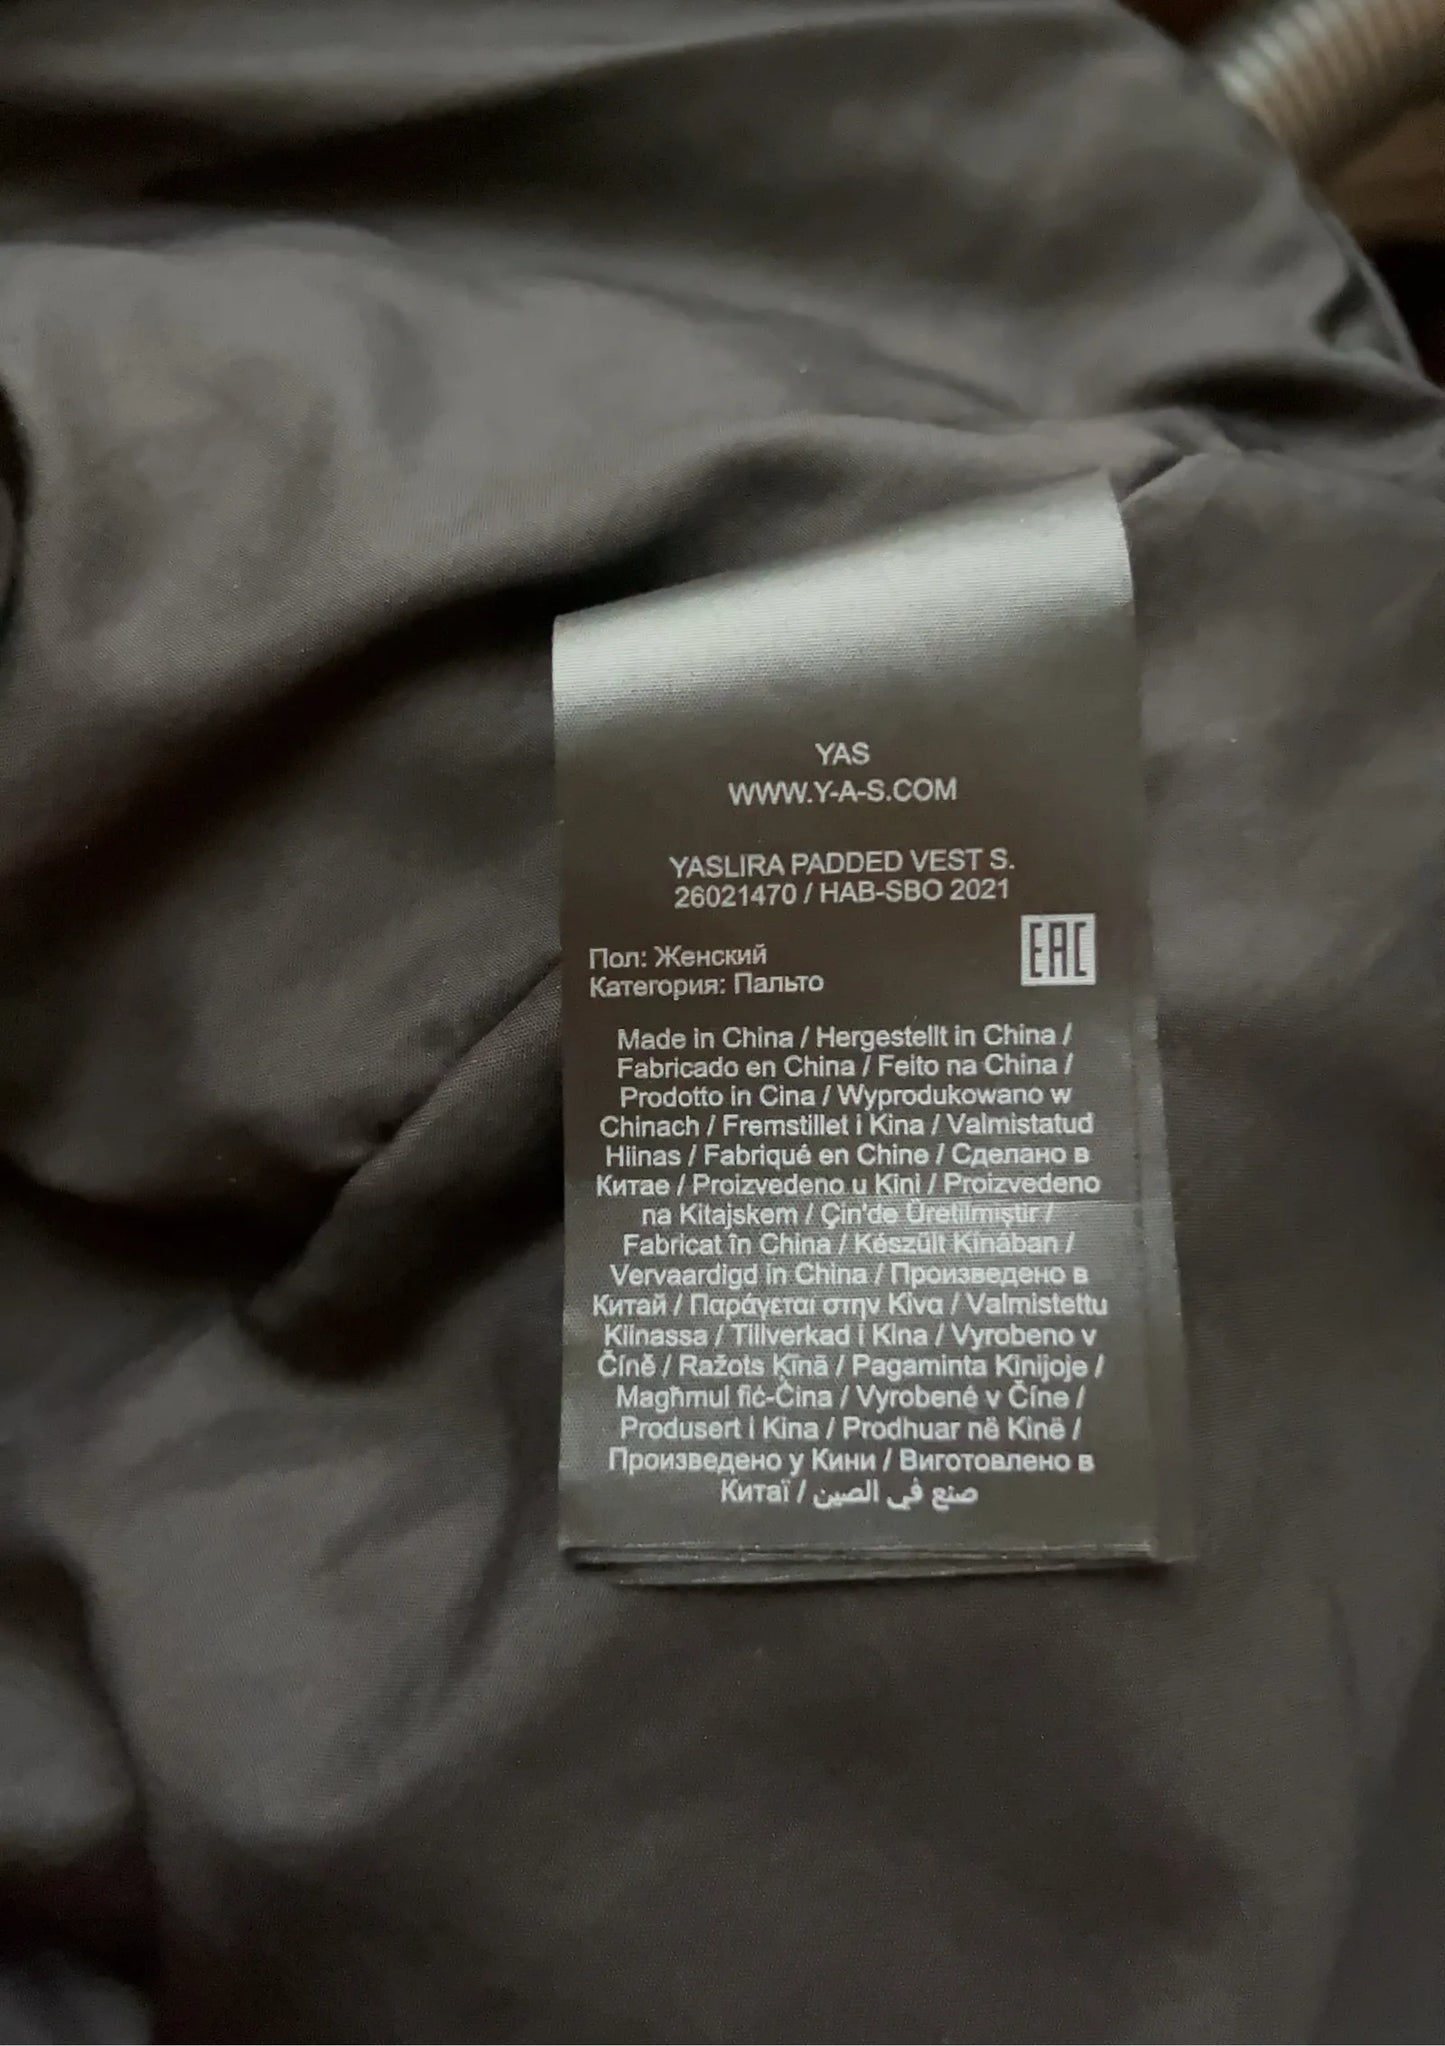 YAS
WWW.Y-A-S.COM
YASLIRA PADDED VEST S.
26021470 / HAB-SBO 2021
Пол: Женский
Категория: Пальто
EAC
Made in China / Hergestellt in China /
Fabricado en China / Feito na China /
Prodotto in Cina / Wyprodukowano w
Chinach / Fremstillet i Kina / Valmistatud
Hiinas / Fabriqué en Chine / Сделано в
Китае / Proizvedeno u Kini / Proizvedeno
na Kitajskem / Çin'de Üretilmiştir /
Fabricat în China / Készült Kínában /
Vervaardigd in China / Произведено в
Китай / Παράγεται στην Κίνα / Valmistettu
Kiinassa / Tillverkad i Kina / Vyrobeno v
Číně / Ražots Ķīnā / Pagaminta Kinijoje /
Magħmul fiċ-Ċina / Vyrobené v Číne /
Produsert i Kina / Prodhuar në Kinë /
Произведено у Кини / Виготовлено в
Китаї / صنع في الصين